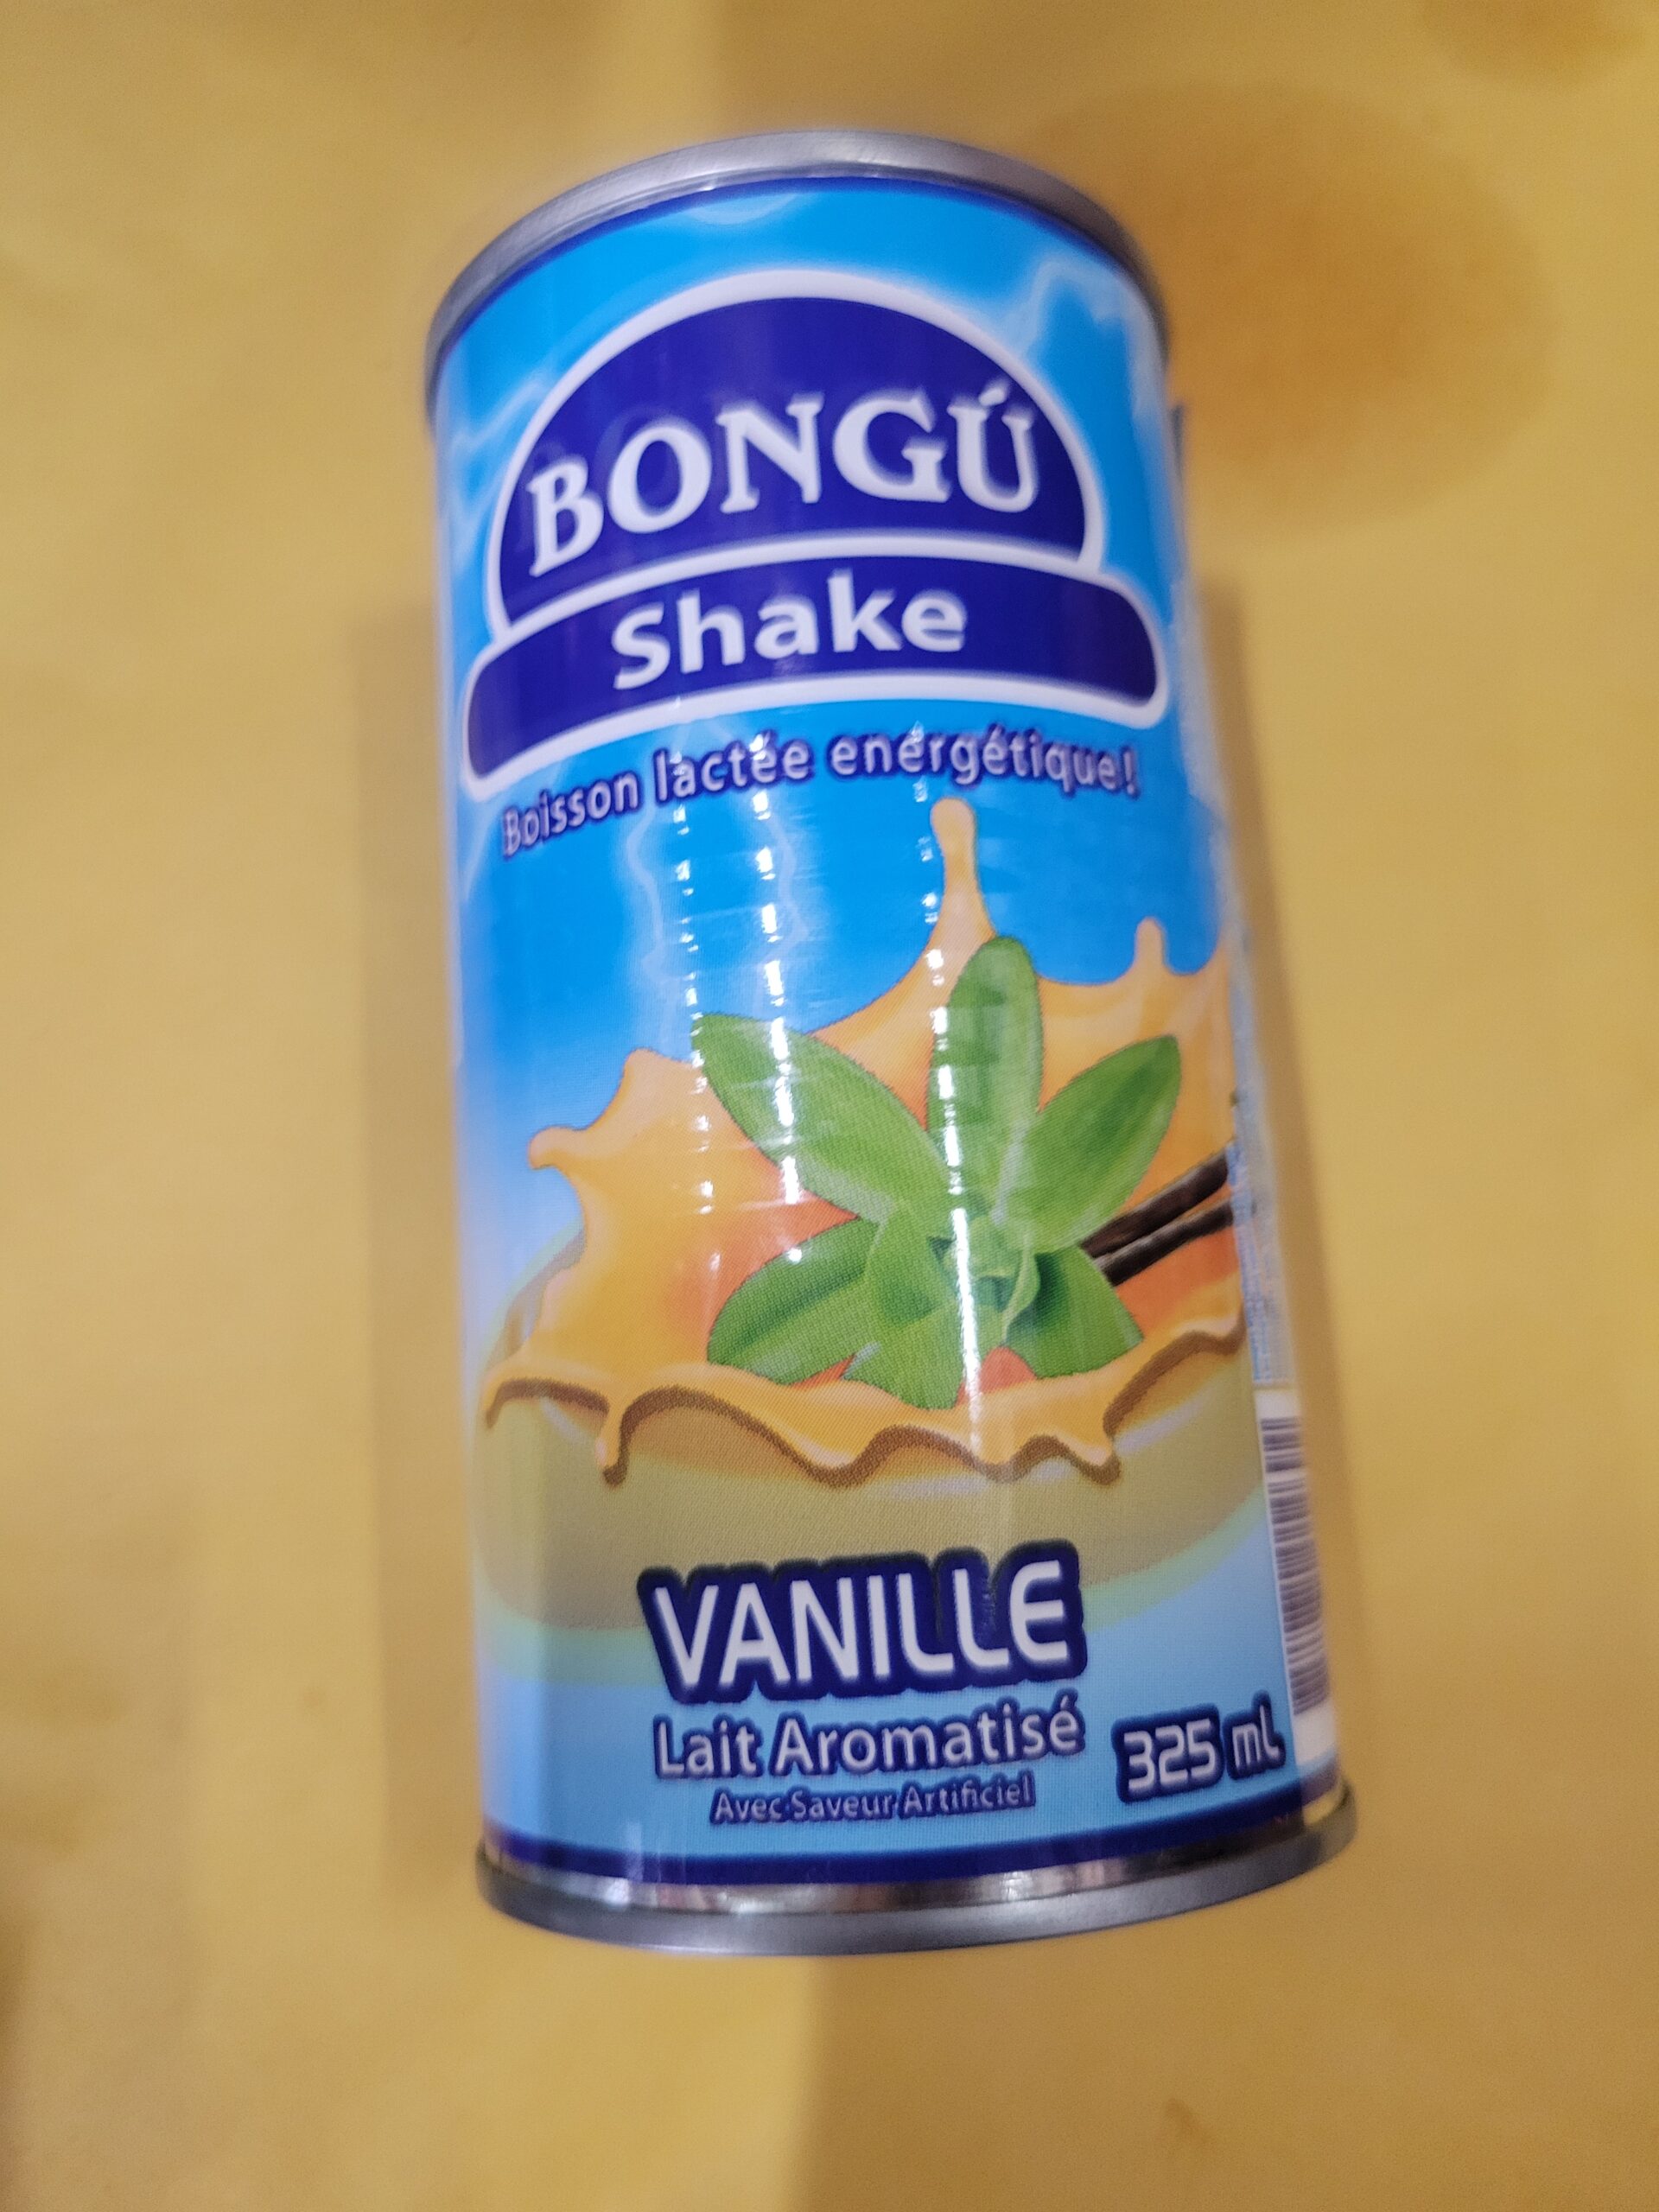 BONGÚ
Shake
Boisson lactée energétique!
VANILLE
Lait Aromatisé
Avec Saveur Artificiel
325 mL